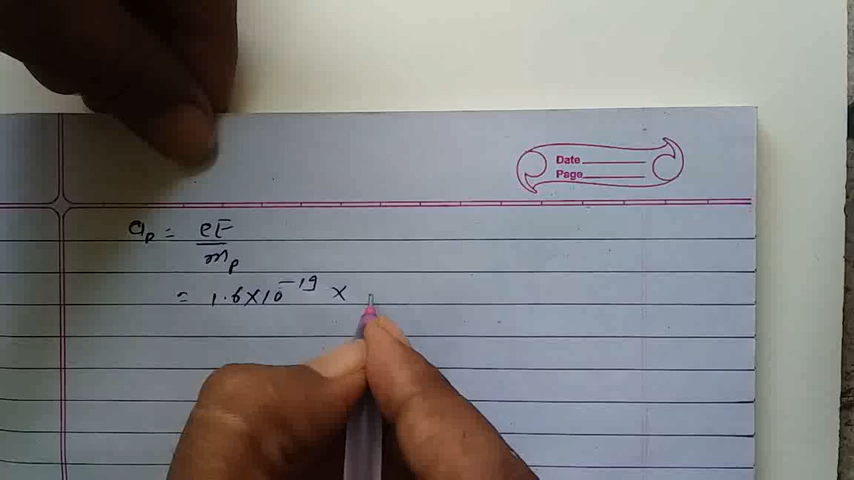 Date
Page
ap = eE
mp
= 1.6×10⁻¹⁹ ×